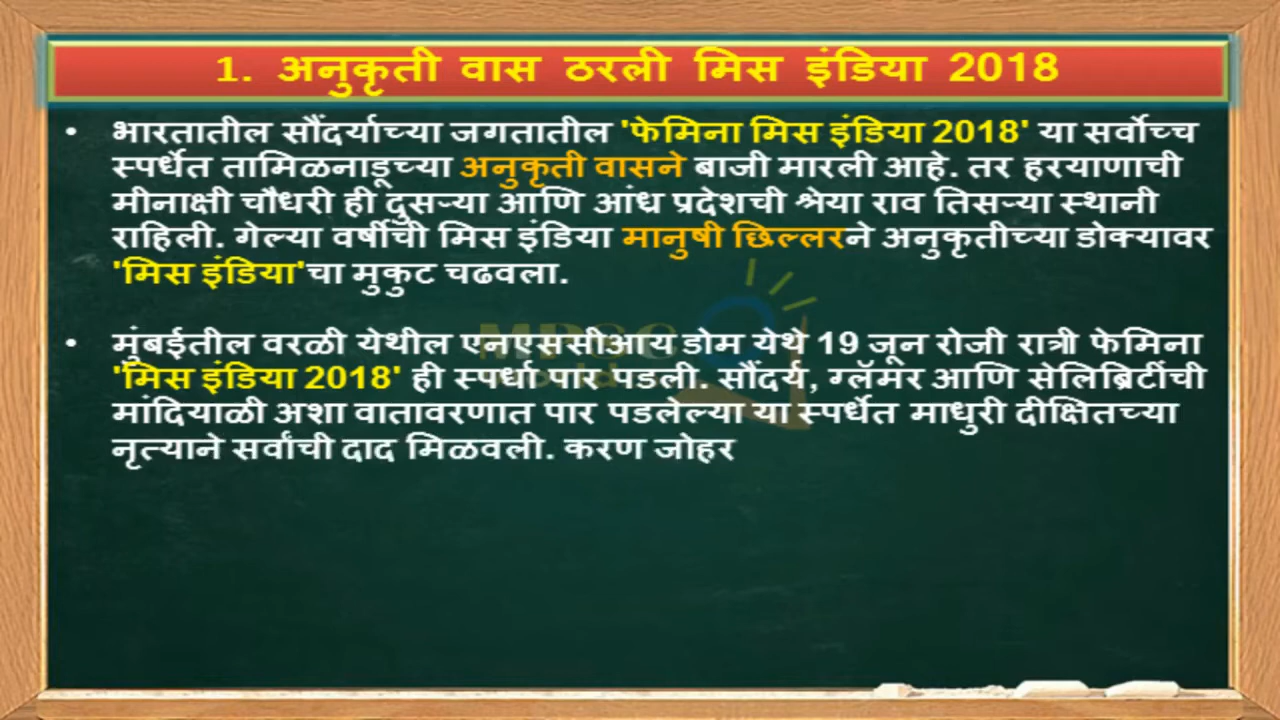 1. अनुकृती वास ठरली मिस इंडिया 2018
• भारतातील सौंदर्याच्या जगतातील 'फेमिना मिस इंडिया 2018' या सर्वोच्च
स्पर्धेत तामिळनाडूच्या अनुकृती वासने बाजी मारली आहे. तर हरयाणाची
मीनाक्षी चौधरी ही दुसऱ्या आणि आंध प्रदेशची श्रेया राव तिसऱ्या स्थानी
राहिली. गेल्या वर्षीची मिस इंडिया मानुषी छिल्लरने अनुकृतीच्या डोक्यावर
'मिस इंडिया'चा मुकुट चढवला.
• मुंबईतील वरळी येथील एनएससीआय डोम येथे 19 जून रोजी रात्री फेमिना
'मिस इंडिया 2018' ही स्पर्धा पार पडली. सौंदर्य, ग्लॅमर आणि सेलिब्रिटींची
मांदियाळी अशा वातावरणात पार पडलेल्या या स्पर्धेत माधुरी दीक्षितच्या
नृत्याने सर्वांची दाद मिळवली. करण जोहर